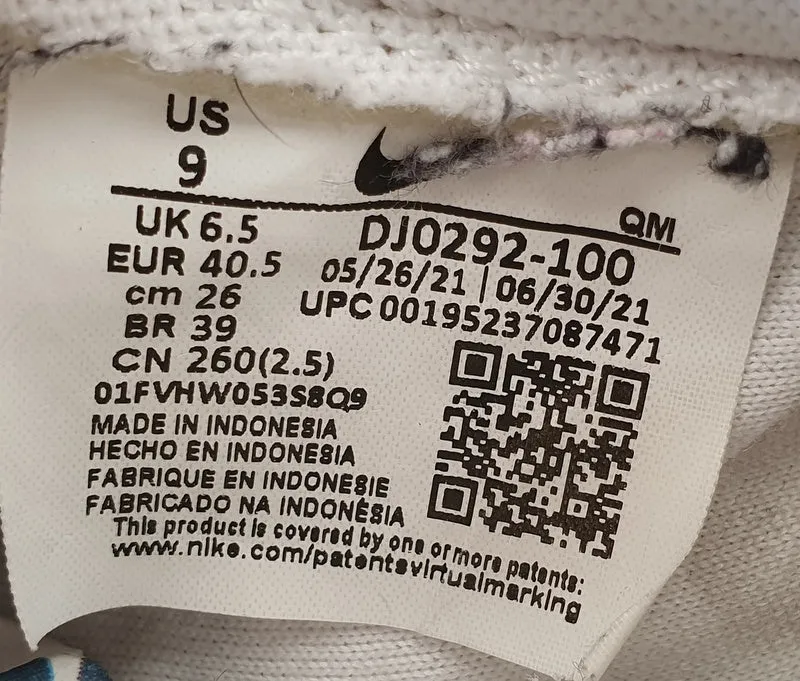 US
9
QM
UK 6.5
EUR 40.5
cm 26
BR 39
CN 260(2.5)
DJ0292-100
05/26/21 | 06/30/21
UPC 00195237087471
01FVHW053S8Q9
MADE IN INDONESIA
HECHO EN INDONESIA
FABRIQUE EN INDONESIE
FABRICADO NA INDONÉSIA
This product is covered by one or more patents:
www.nike.com/patentsvirtualmarking